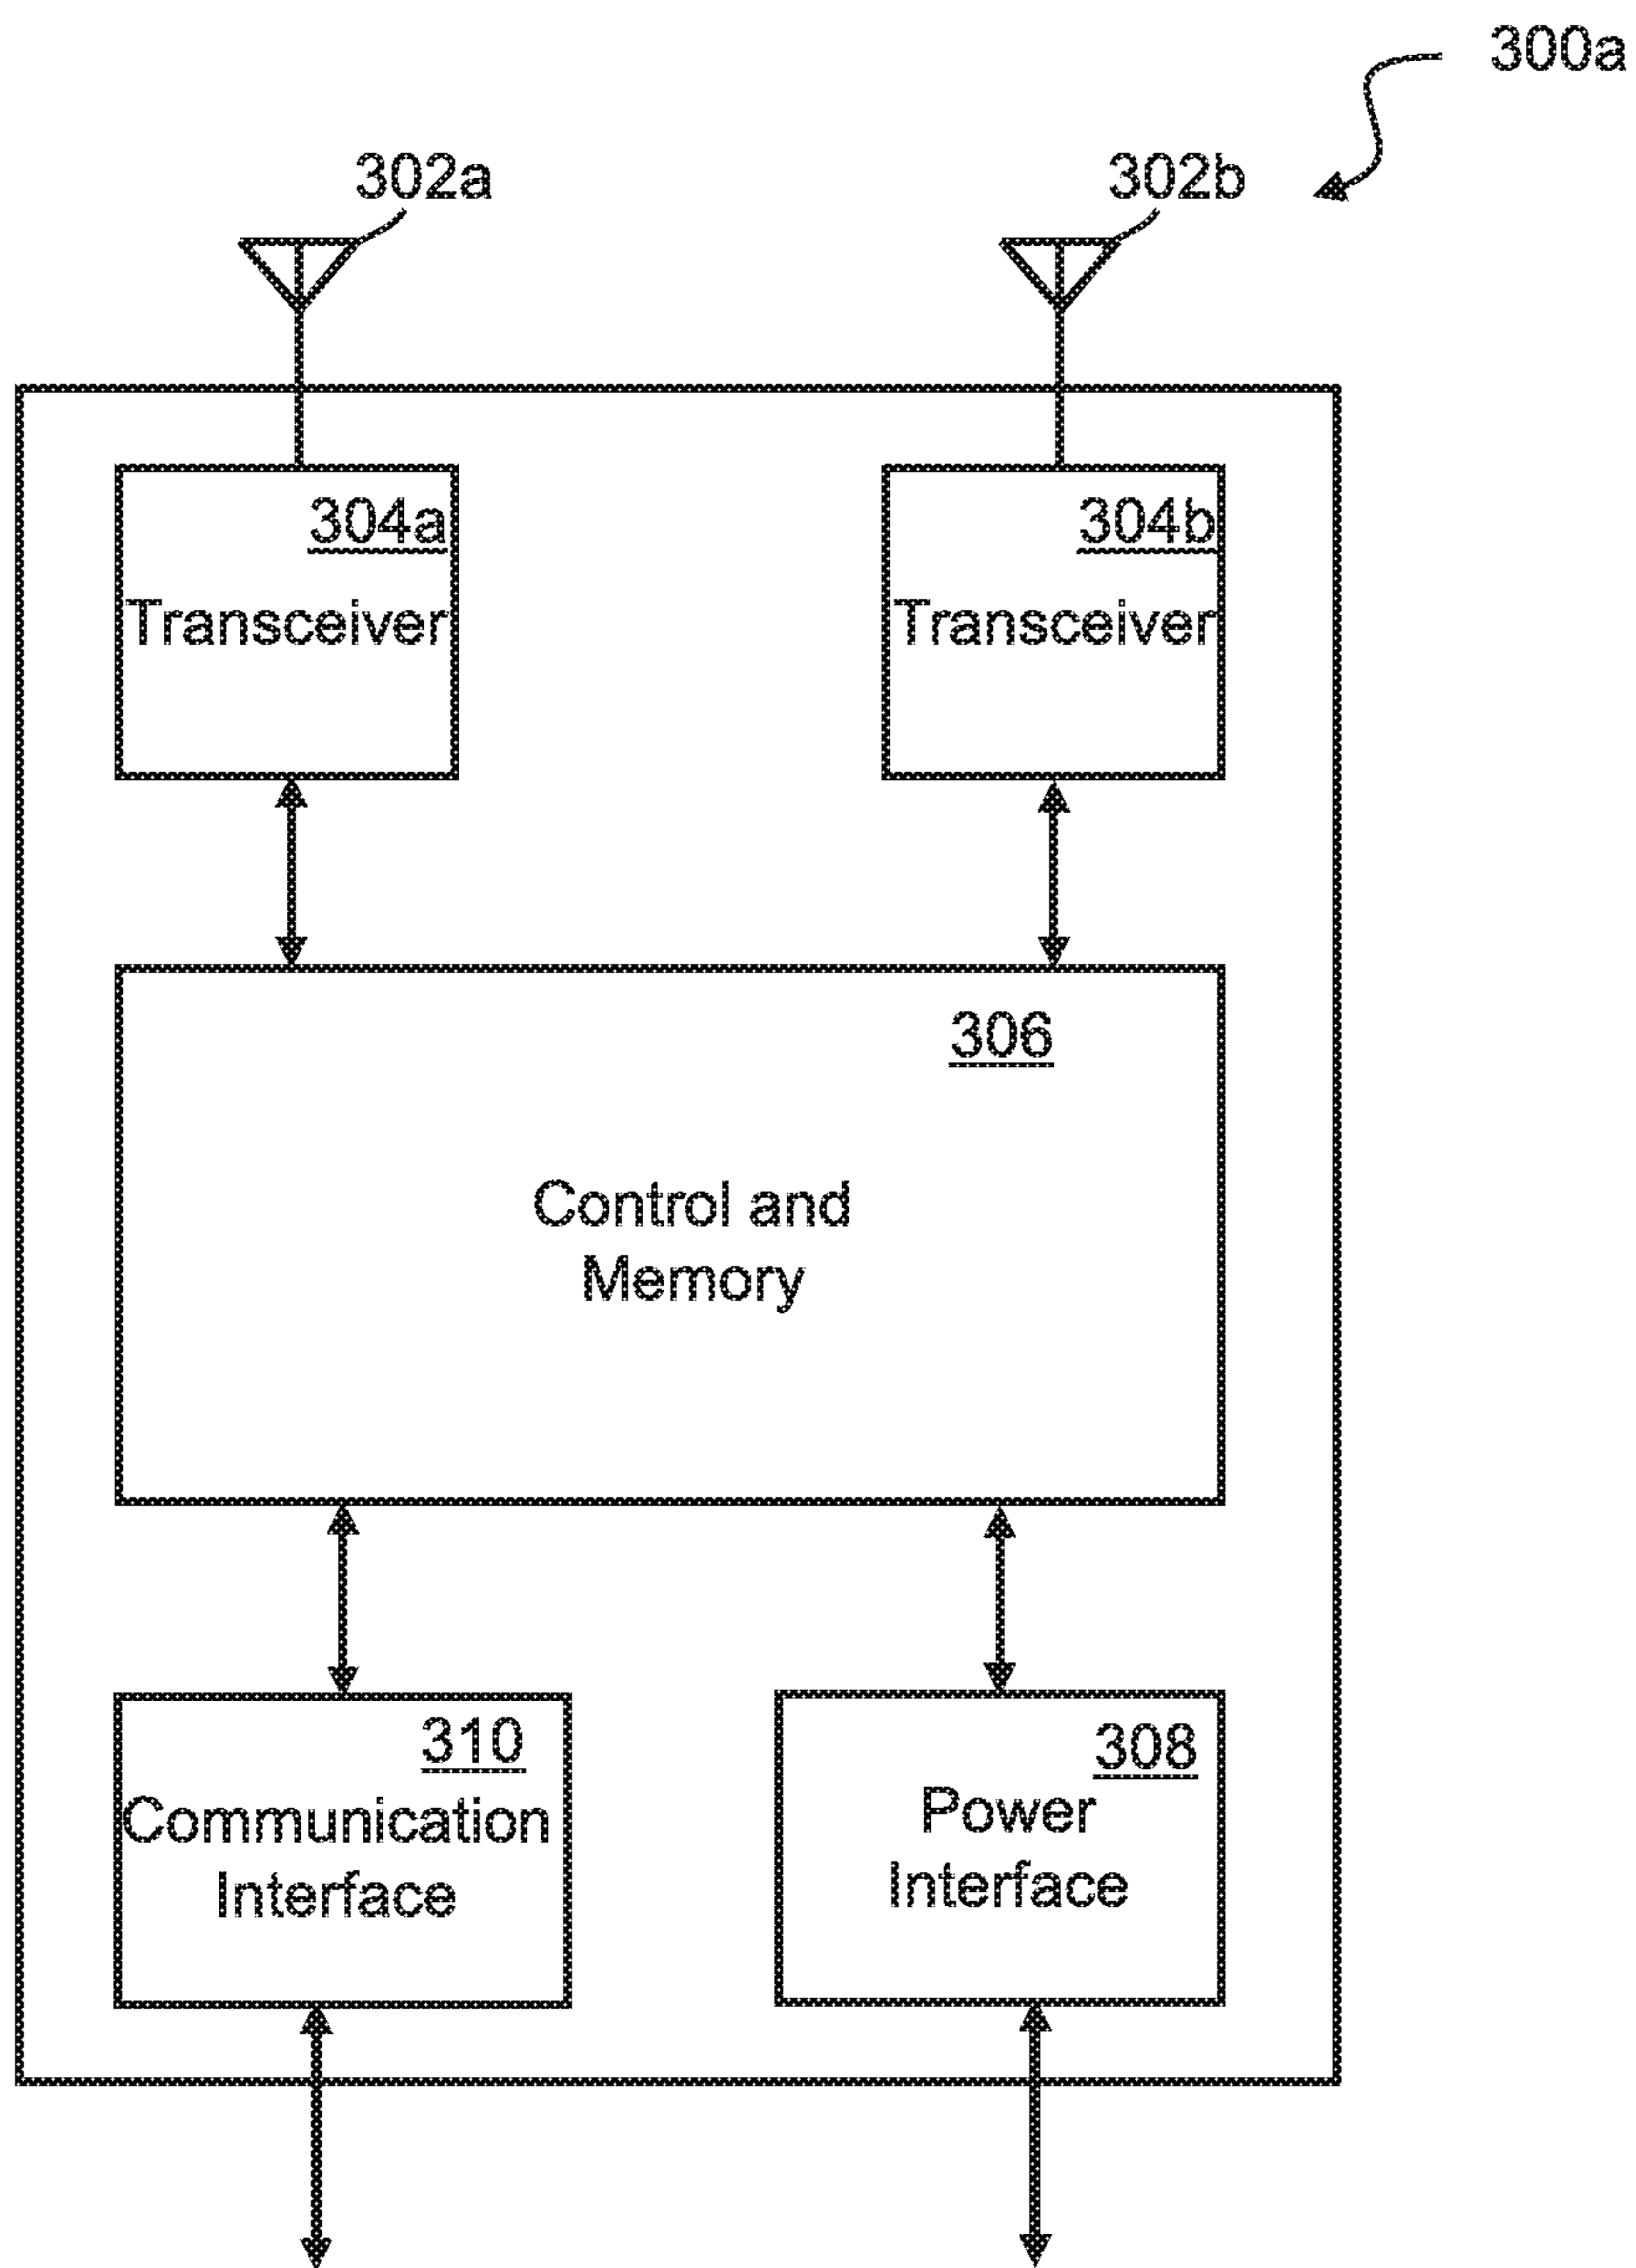 300a
302a
302b
304a
Transceiver
304b
Transceiver
306
Control and
Memory
310
Communication
Interface
308
Power
Interface